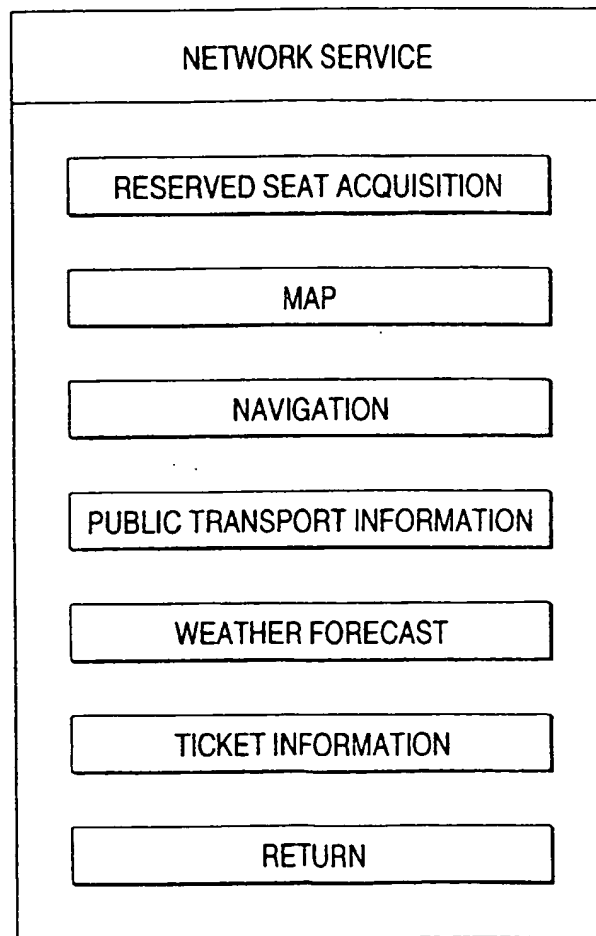 NETWORK SERVICE
RESERVED SEAT ACQUISITION
MAP
NAVIGATION
PUBLIC TRANSPORT INFORMATION
WEATHER FORECAST
TICKET INFORMATION
RETURN